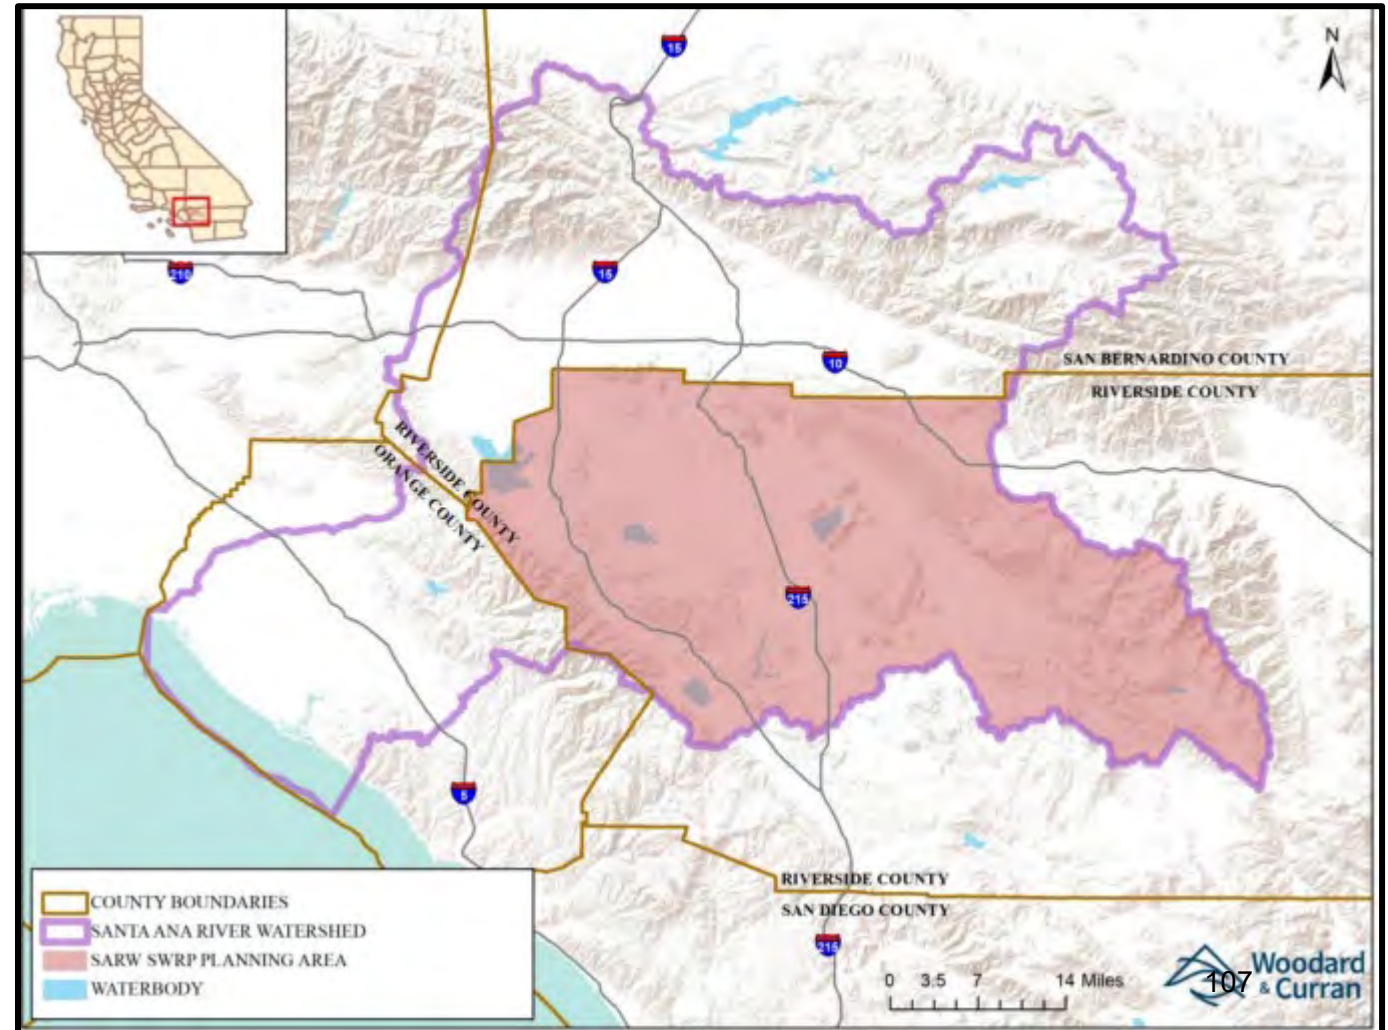 N
15
210
15
10
SAN BERNARDINO COUNTY
RIVERSIDE COUNTY
RIVERSIDE COUNTY
ORANGE COUNTY
215
5
RIVERSIDE COUNTY
SAN DIEGO COUNTY
215
COUNTY BOUNDARIES
SANTA ANA RIVER WATERSHED
SARW SWRP PLANNING AREA
WATERBODY
0 3.5 7 14 Miles
Woodard
& Curran
107